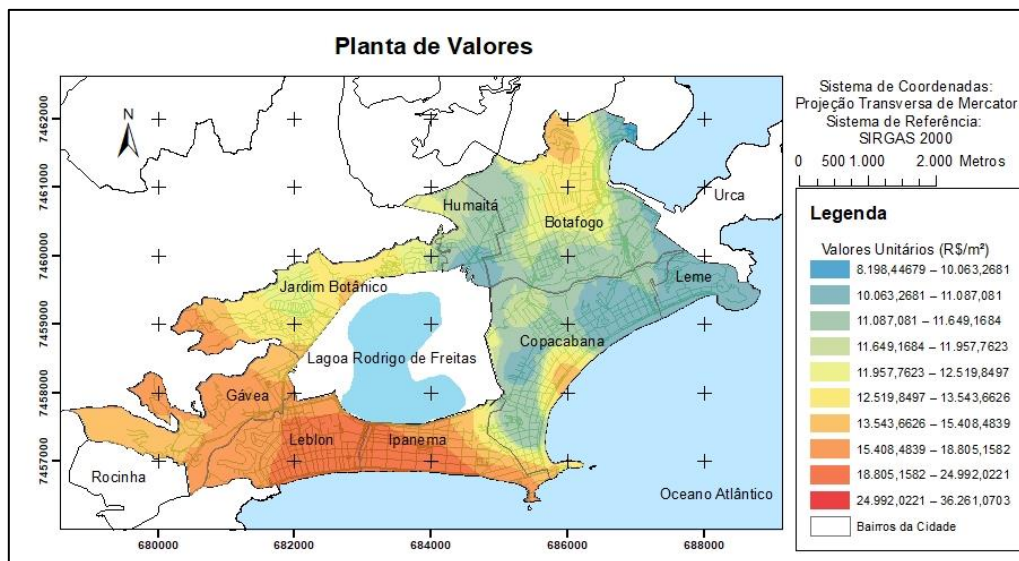 Planta de Valores
N
Sistema de Coordenadas:
Projeção Transversa de Mercator
Sistema de Referência:
SIRGAS 2000
0 500 1.000 2.000 Metros
7462000
7461000
7460000
7459000
7458000
7457000
680000
682000
684000
686000
688000
Urca
Humaitá
Botafogo
Leme
Jardim Botânico
Copacabana
Lagoa Rodrigo de Freitas
Gávea
Leblon
Ipanema
Rocinha
Oceano Atlântico
Legenda
Valores Unitários (R$/m²)
8.198,44679 – 10.063,2681
10.063,2681 – 11.087,081
11.087,081 – 11.649,1684
11.649,1684 – 11.957,7623
11.957,7623 – 12.519,8497
12.519,8497 – 13.543,6626
13.543,6626 – 15.408,4839
15.408,4839 – 18.805,1582
18.805,1582 – 24.992,0221
24.992,0221 – 36.261,0703
Bairros da Cidade